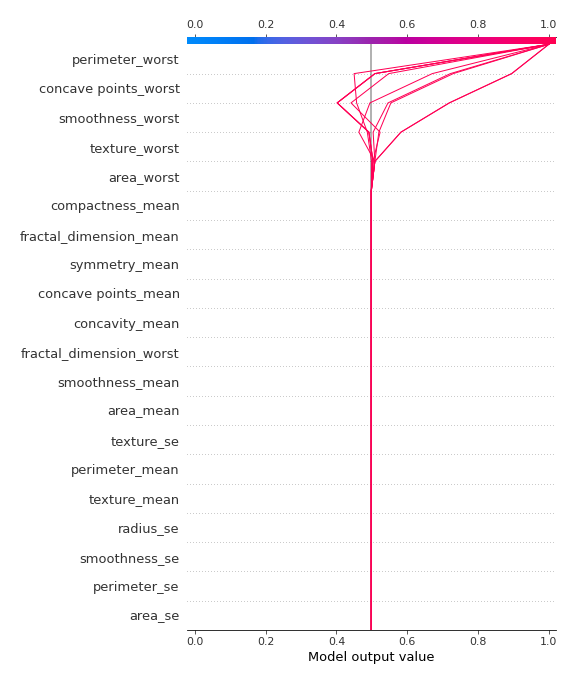 0.0 0.2 0.4 0.6 0.8 1.0
perimeter_worst
concave points_worst
smoothness_worst
texture_worst
area_worst
compactness_mean
fractal_dimension_mean
symmetry_mean
concave points_mean
concavity_mean
fractal_dimension_worst
smoothness_mean
area_mean
texture_se
perimeter_mean
texture_mean
radius_se
smoothness_se
perimeter_se
area_se
0.0 0.2 0.4 0.6 0.8 1.0
Model output value